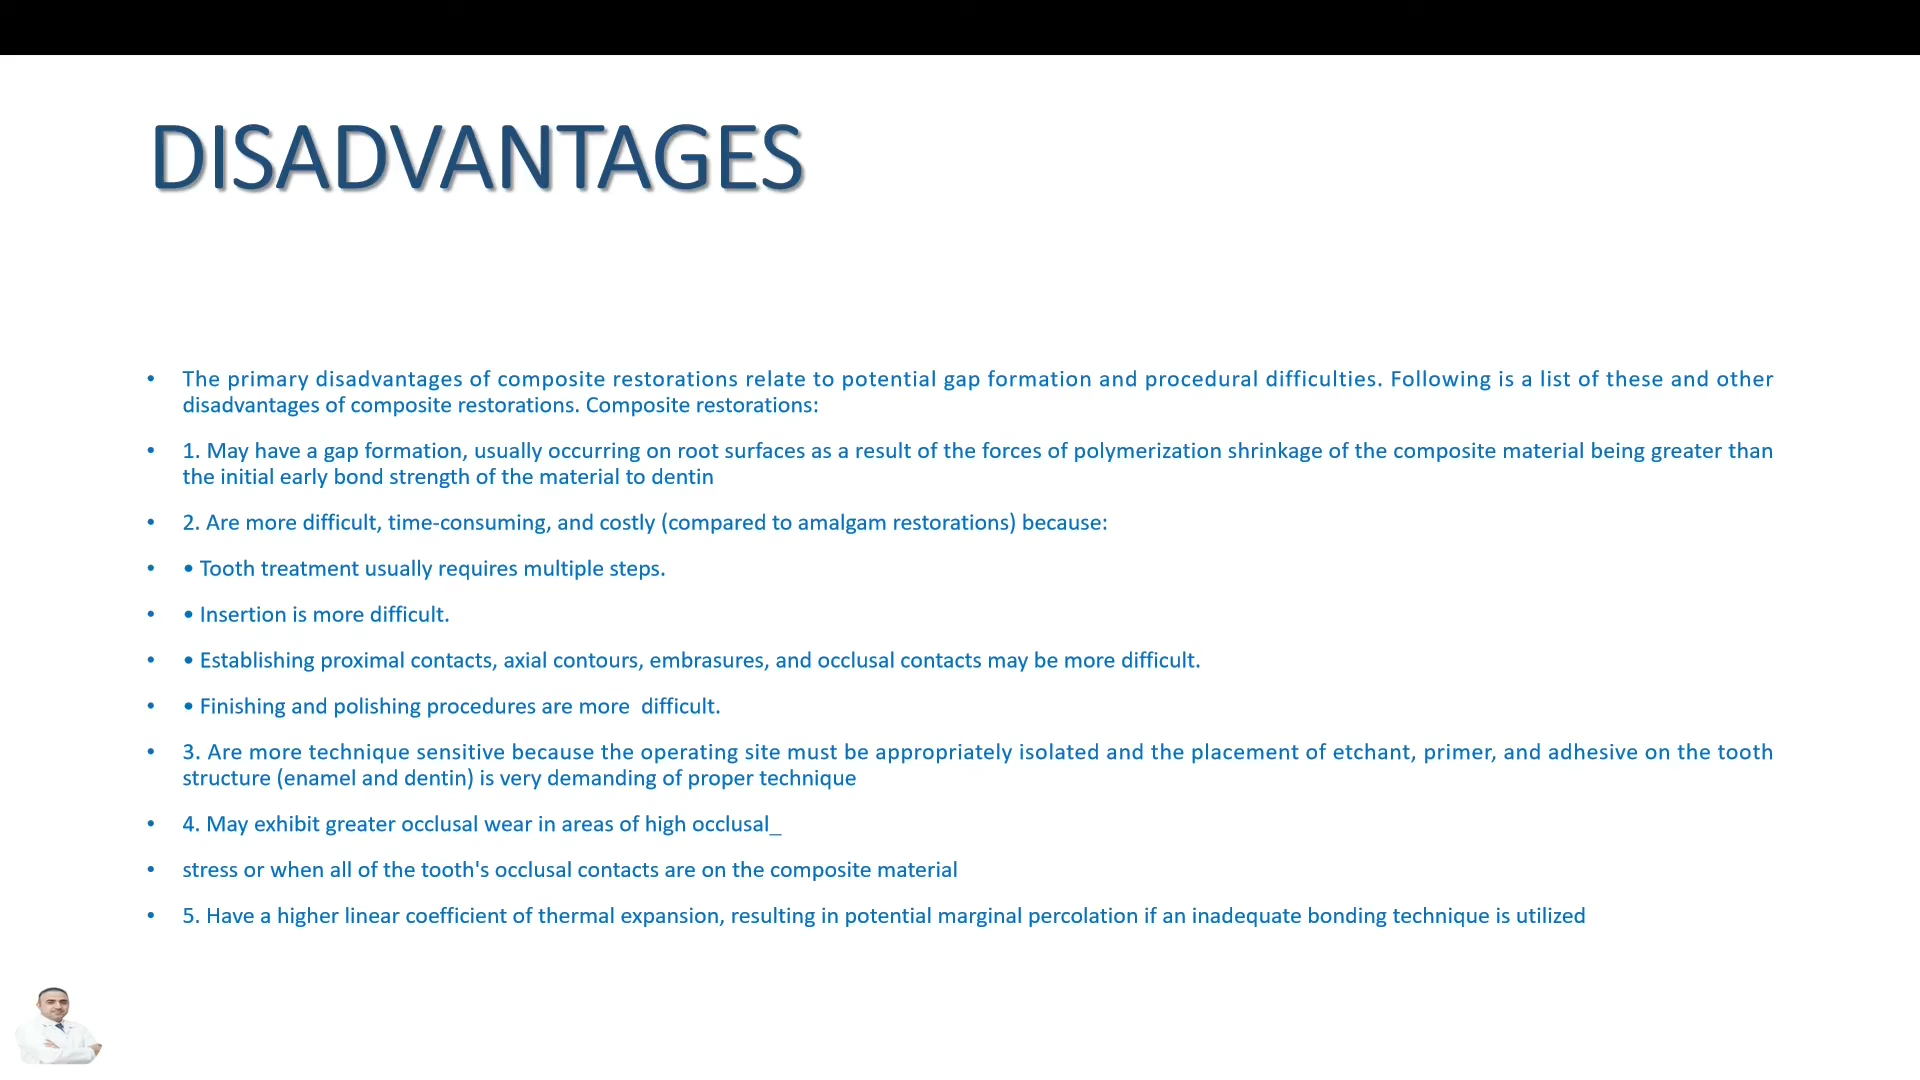 DISADVANTAGES
• The primary disadvantages of composite restorations relate to potential gap formation and procedural difficulties. Following is a list of these and other
disadvantages of composite restorations. Composite restorations:
• 1. May have a gap formation, usually occurring on root surfaces as a result of the forces of polymerization shrinkage of the composite material being greater than
the initial early bond strength of the material to dentin
• 2. Are more difficult, time-consuming, and costly (compared to amalgam restorations) because:
• • Tooth treatment usually requires multiple steps.
• • Insertion is more difficult.
• • Establishing proximal contacts, axial contours, embrasures, and occlusal contacts may be more difficult.
• • Finishing and polishing procedures are more  difficult.
• 3. Are more technique sensitive because the operating site must be appropriately isolated and the placement of etchant, primer, and adhesive on the tooth
structure (enamel and dentin) is very demanding of proper technique
• 4. May exhibit greater occlusal wear in areas of high occlusal_
• stress or when all of the tooth's occlusal contacts are on the composite material
• 5. Have a higher linear coefficient of thermal expansion, resulting in potential marginal percolation if an inadequate bonding technique is utilized